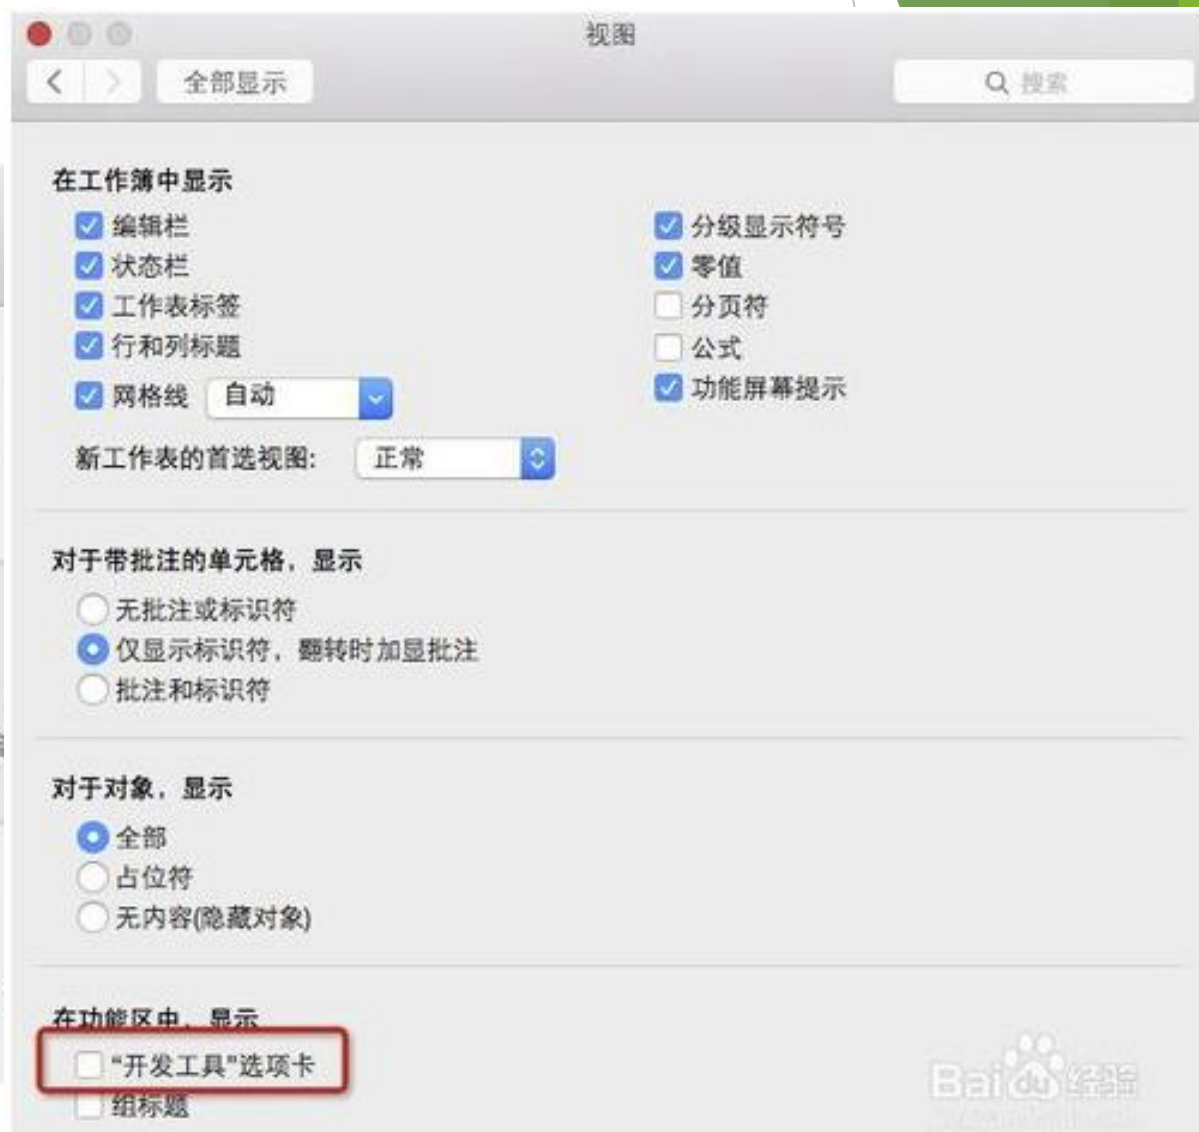 视图
全部显示
搜索
在工作簿中显示
编辑栏
状态栏
工作表标签
行和列标题
网格线 自动
分级显示符号
零值
分页符
公式
功能屏幕提示
新工作表的首选视图: 正常
对于带批注的单元格，显示
无批注或标识符
仅显示标识符，翻转时加显批注
批注和标识符
对于对象，显示
全部
占位符
无内容(隐藏对象)
在功能区中，显示
"开发工具"选项卡
组标题
Bai du 经验